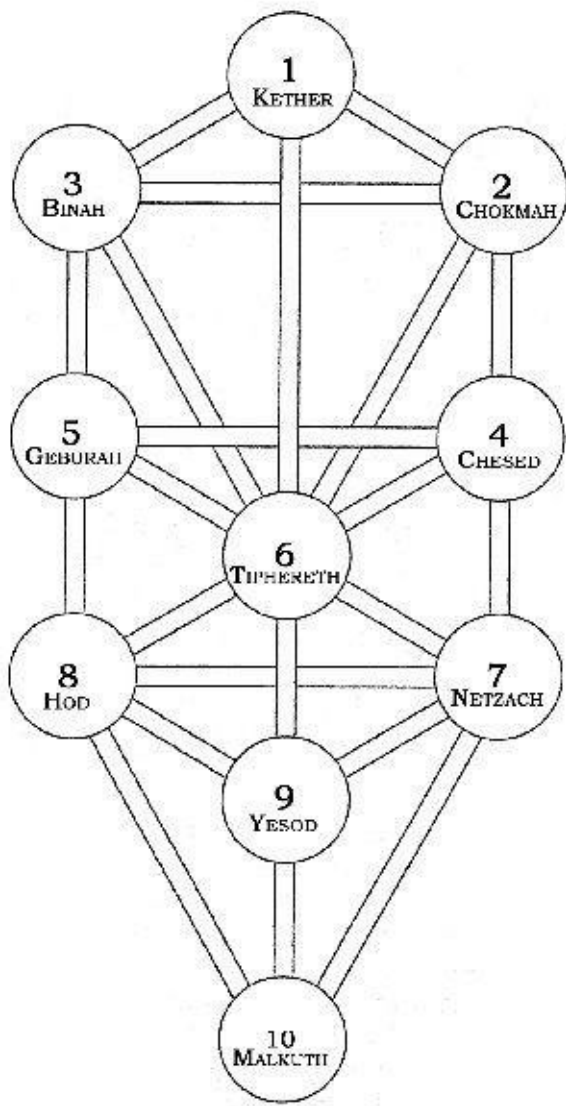 1
KETHER
3
BINAH
2
CHOKMAH
5
GEBURAH
4
CHESED
6
TIPHERETH
8
HOD
7
NETZACH
9
YESOD
10
MALKUTH